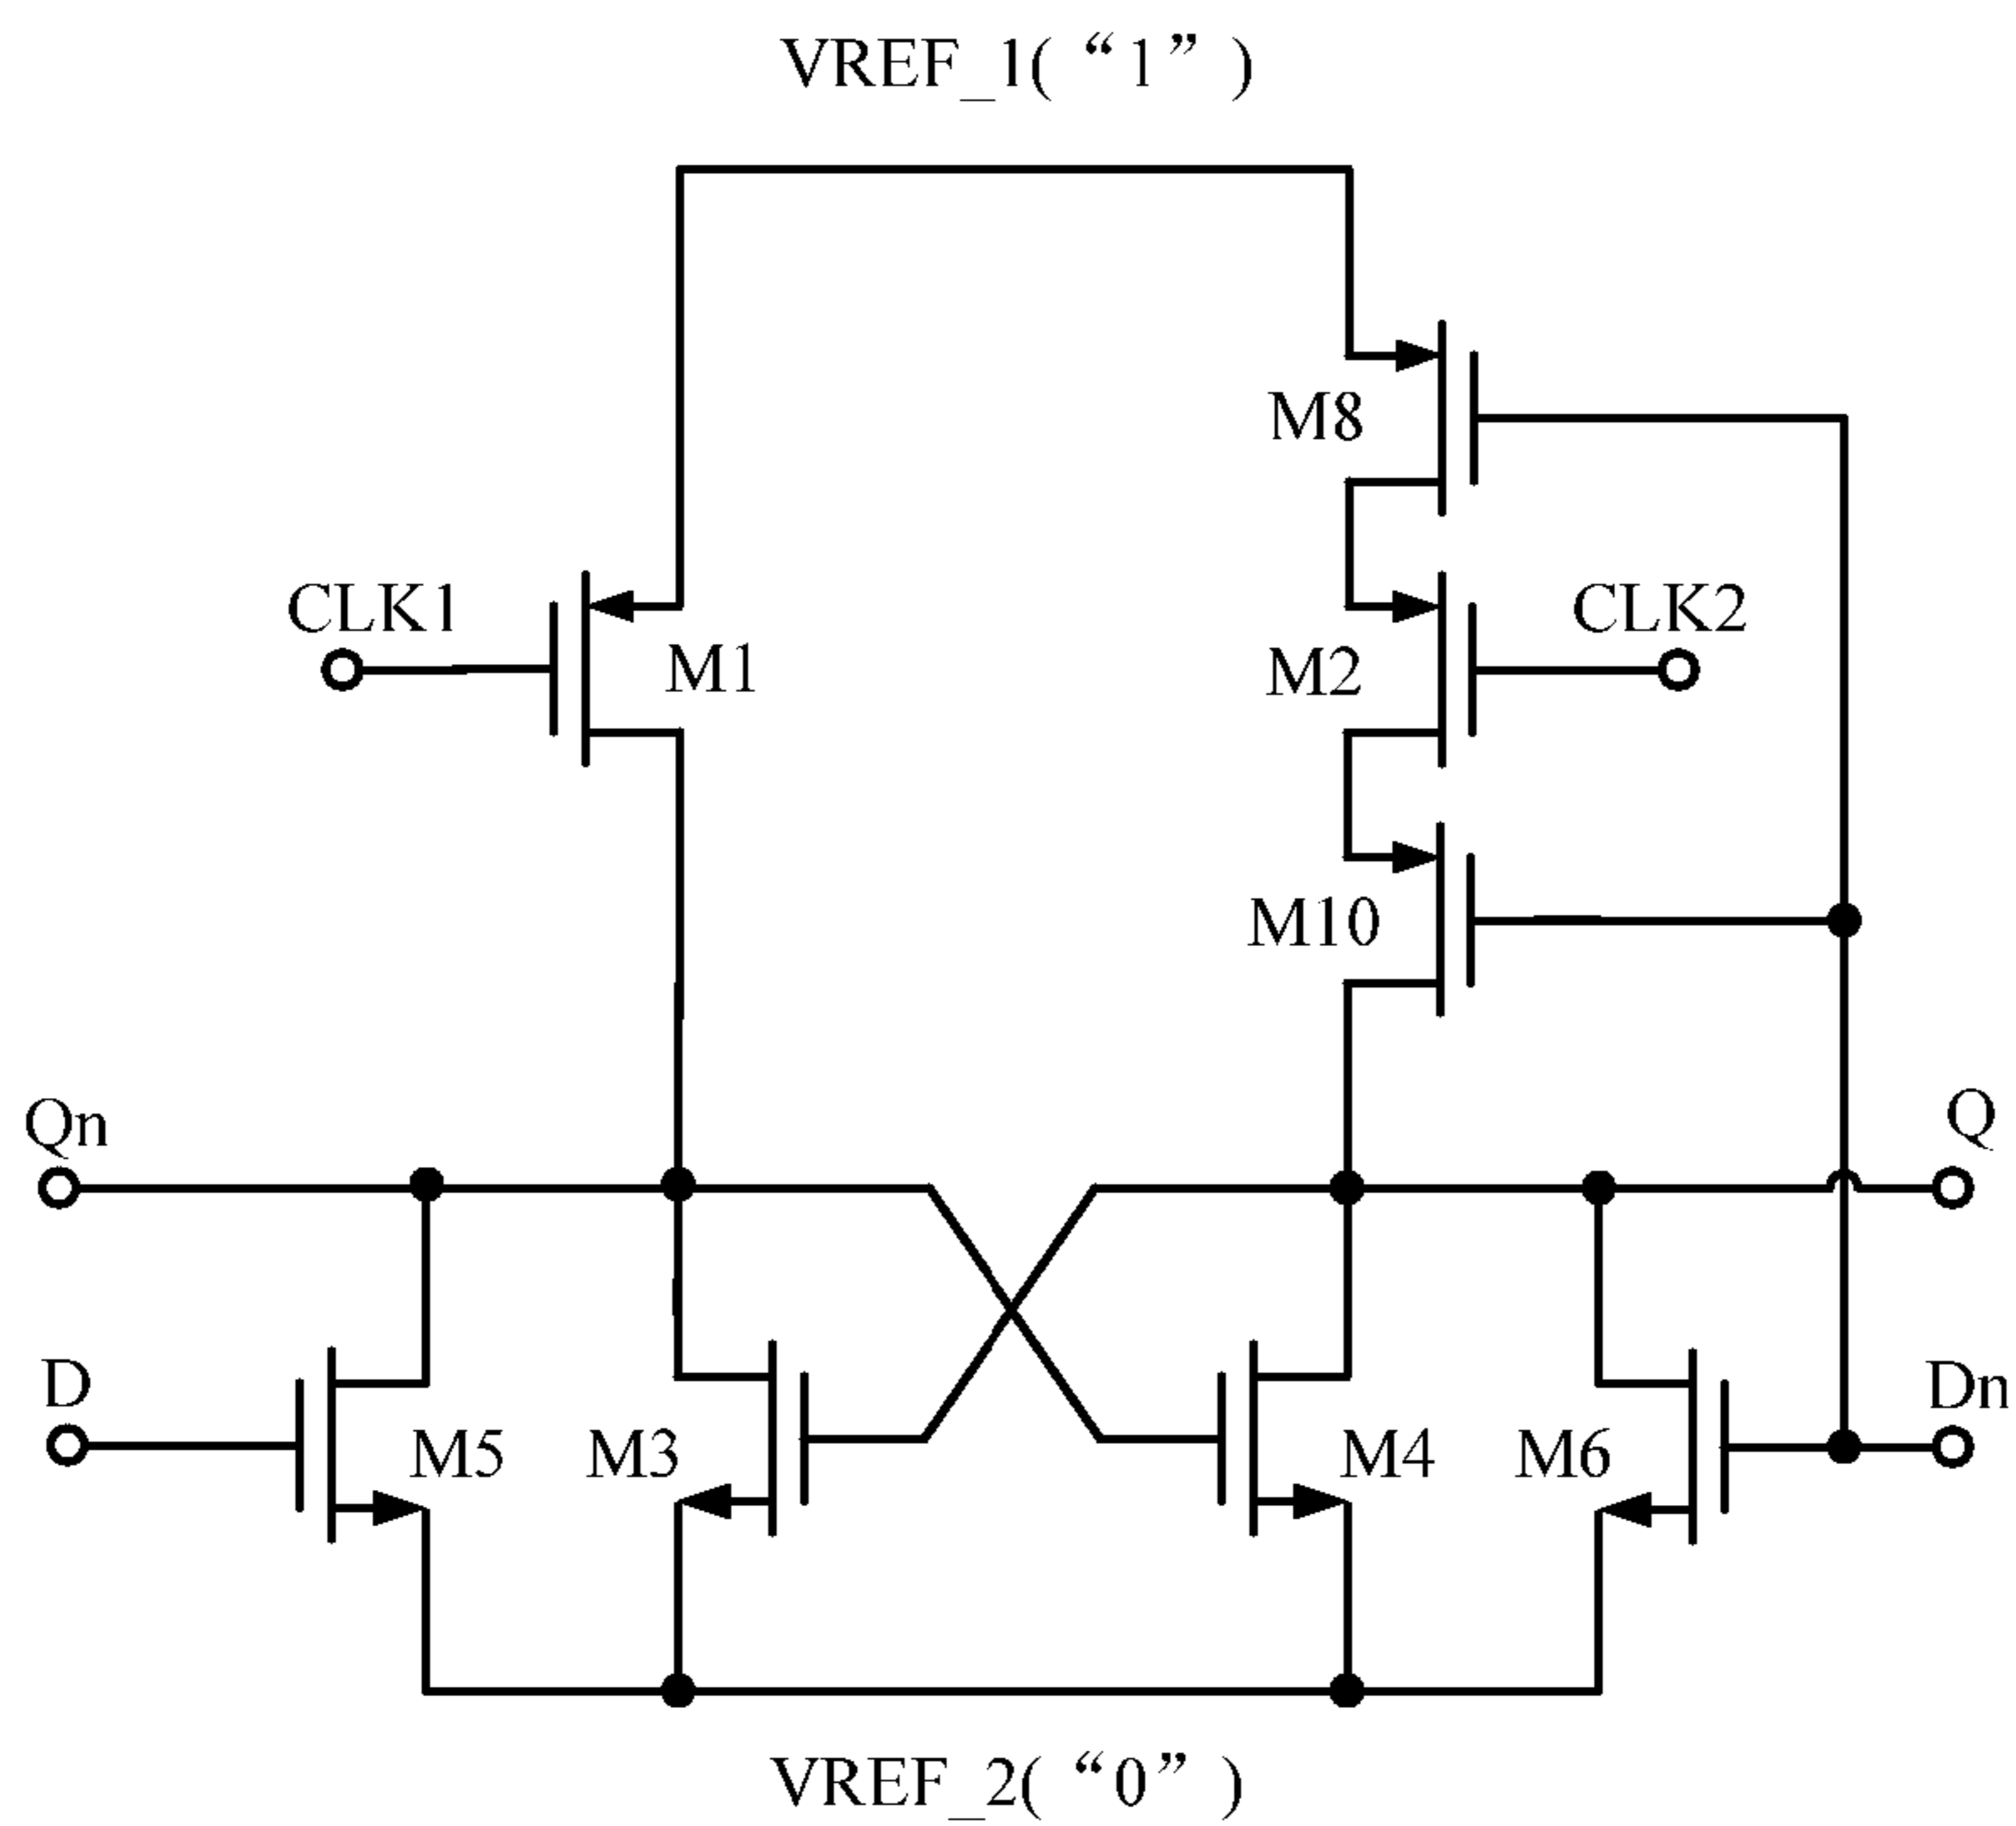 VREF_1(“1”)
M8
CLK1
M1
M2
CLK2
M10
Qn
Q
D
M5
M3
M4
M6
Dn
VREF_2(“0”)